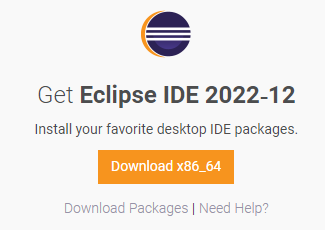 Get Eclipse IDE 2022-12
Install your favorite desktop IDE packages.
Download x86_64
Download Packages | Need Help?